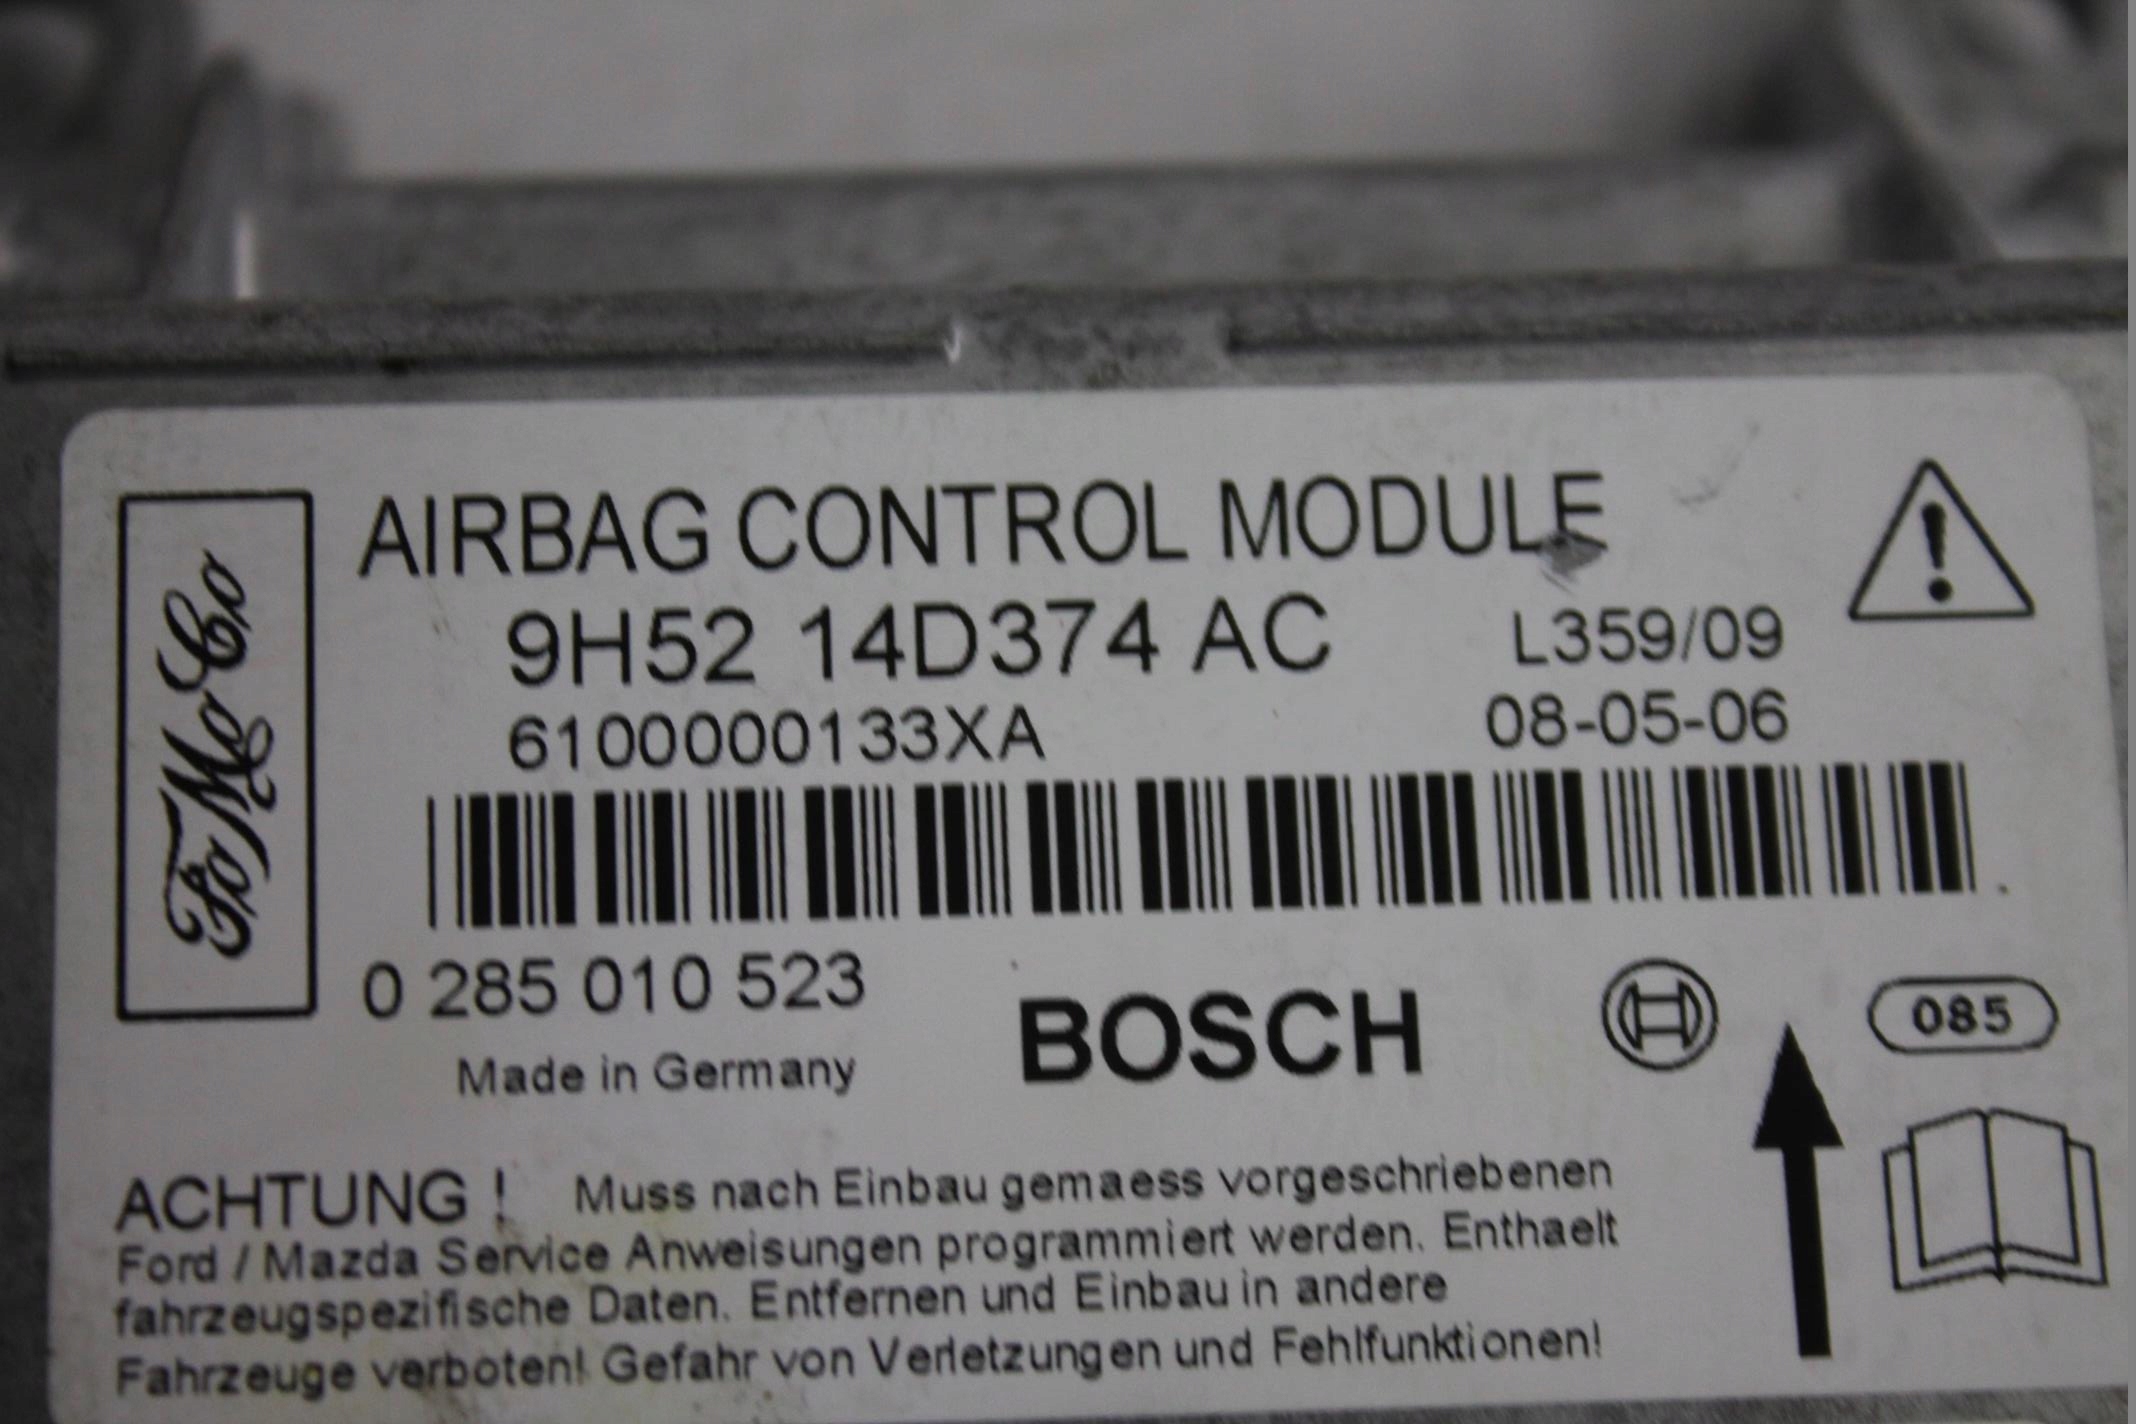 FoMoCo
AIRBAG CONTROL MODULE
9H52 14D374 AC
L359/09
6100000133XA
08-05-06
0 285 010 523
Made in Germany
BOSCH
085
ACHTUNG ! Muss nach Einbau gemaess vorgeschriebenen
Ford / Mazda Service Anweisungen programmiert werden. Enthaelt
fahrzeugspezifische Daten. Entfernen und Einbau in andere
Fahrzeuge verboten! Gefahr von Verletzungen und Fehlfunktionen!